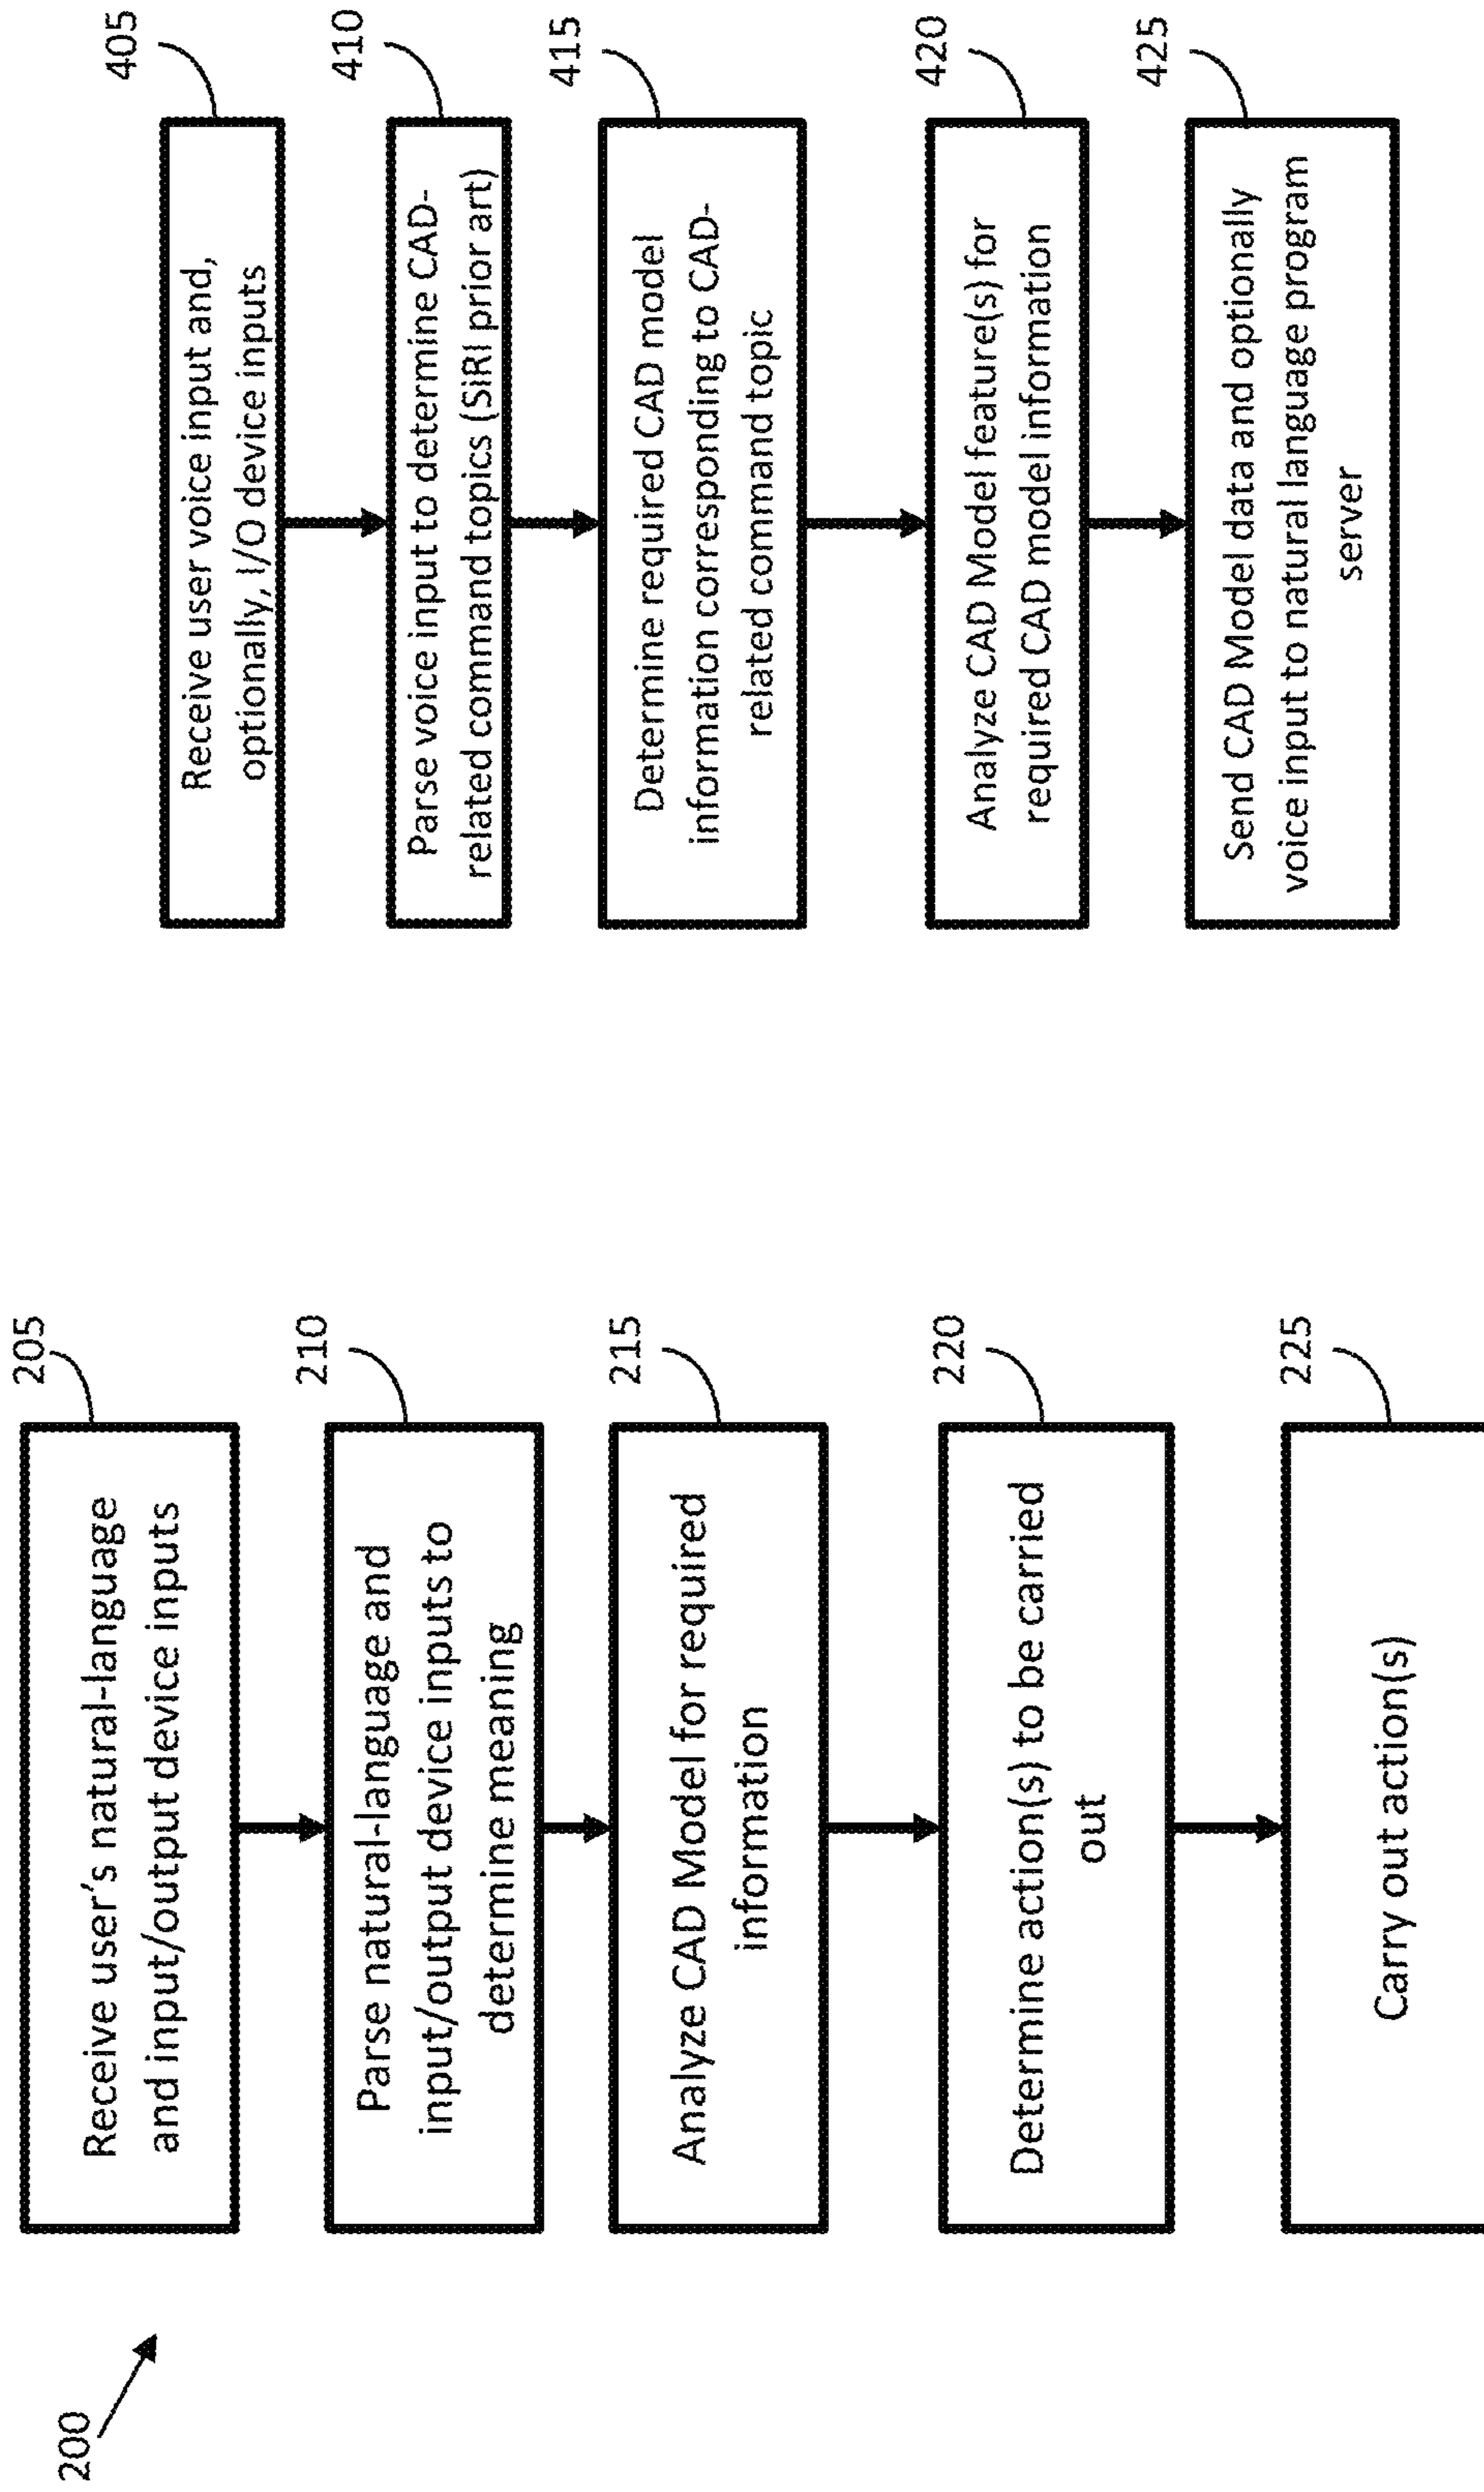 200
205
Receive user's natural-language
and input/output device inputs
210
Parse natural-language and
input/output device inputs to
determine meaning
215
Analyze CAD Model for required
information
220
Determine action(s) to be carried
out
225
Carry out action(s)
405
Receive user voice input and,
optionally, I/O device inputs
410
Parse voice input to determine CAD-
related command topics (SiRI prior art)
415
Determine required CAD model
information corresponding to CAD-
related command topic
420
Analyze CAD Model feature(s) for
required CAD model information
425
Send CAD Model data and optionally
voice input to natural language program
server